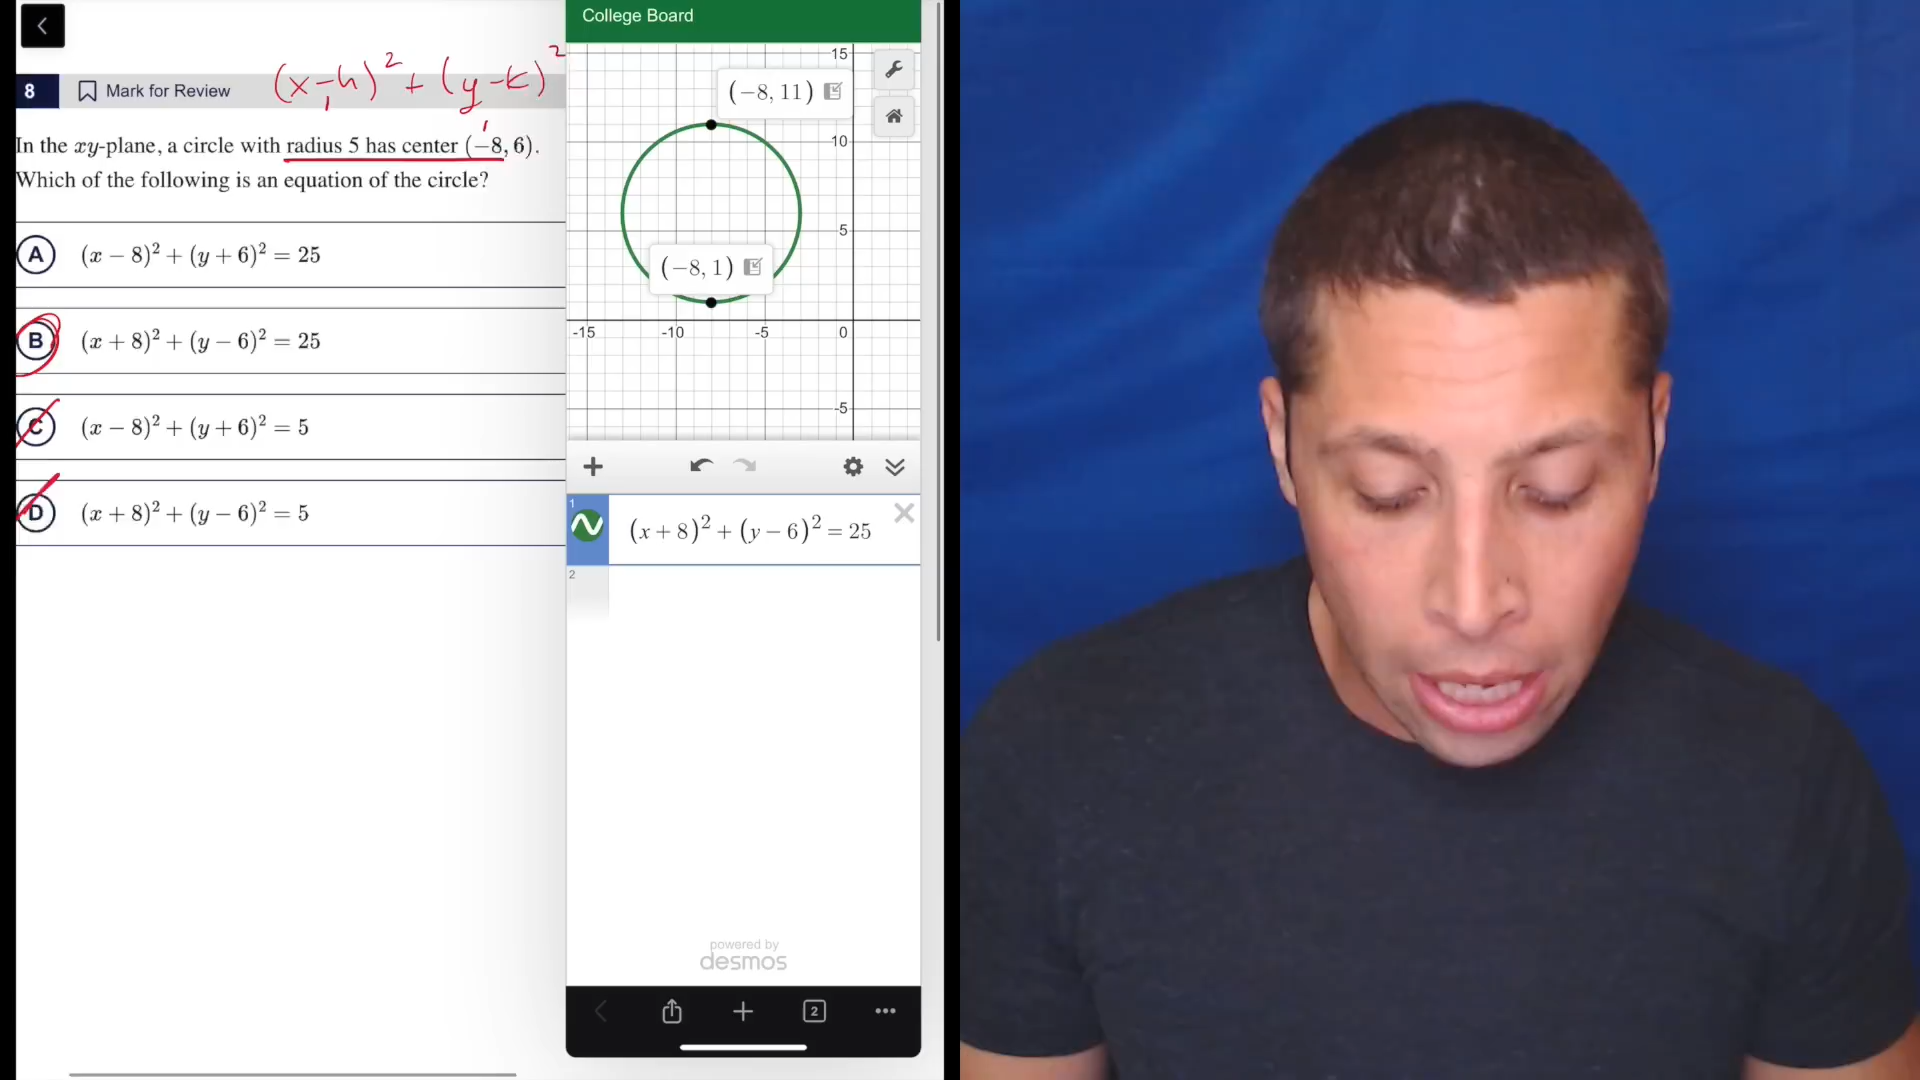 College Board
8 Mark for Review
(x-h)² + (y-k)²
In the xy-plane, a circle with radius 5 has center (−8, 6).
Which of the following is an equation of the circle?
A (x − 8)² + (y + 6)² = 25
B (x + 8)² + (y − 6)² = 25
C (x − 8)² + (y + 6)² = 5
D (x + 8)² + (y − 6)² = 5
15
(−8, 11)
10
5
(−8, 1)
-15 -10 -5 0
-5
1
(x + 8)² + (y − 6)² = 25
2
powered by
desmos
2